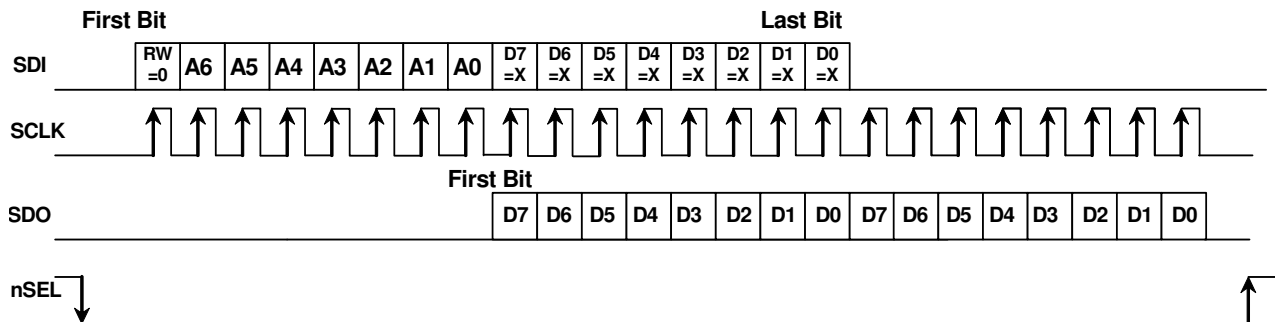 First Bit Last Bit
SDI RW =0 A6 A5 A4 A3 A2 A1 A0 D7 =X D6 =X D5 =X D4 =X D3 =X D2 =X D1 =X D0 =X
SCLK
First Bit
SDO D7 D6 D5 D4 D3 D2 D1 D0 D7 D6 D5 D4 D3 D2 D1 D0
nSEL